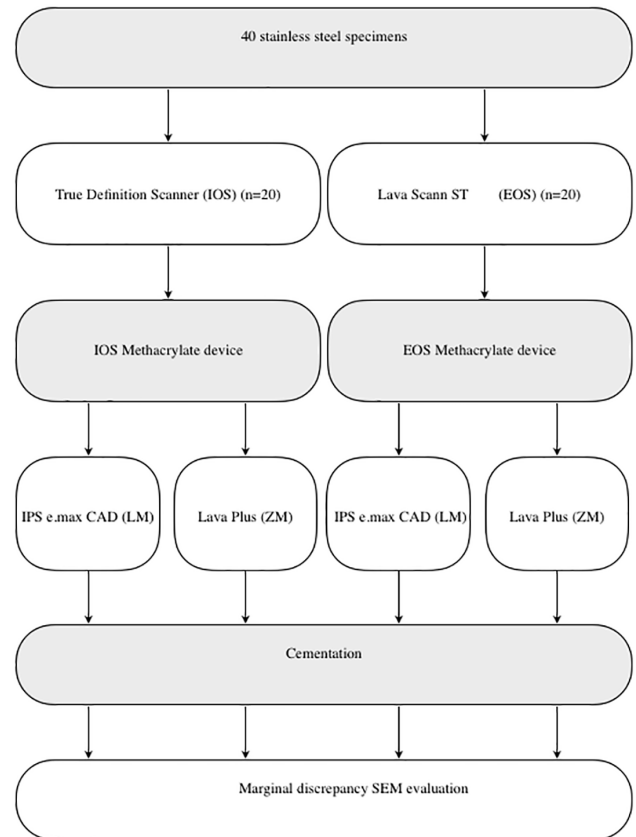 40 stainless steel specimens
True Definition Scanner (IOS) (n=20)
Lava Scann ST (EOS) (n=20)
IOS Methacrylate device
EOS Methacrylate device
IPS e.max CAD (LM)
Lava Plus (ZM)
IPS e.max CAD (LM)
Lava Plus (ZM)
Cementation
Marginal discrepancy SEM evaluation